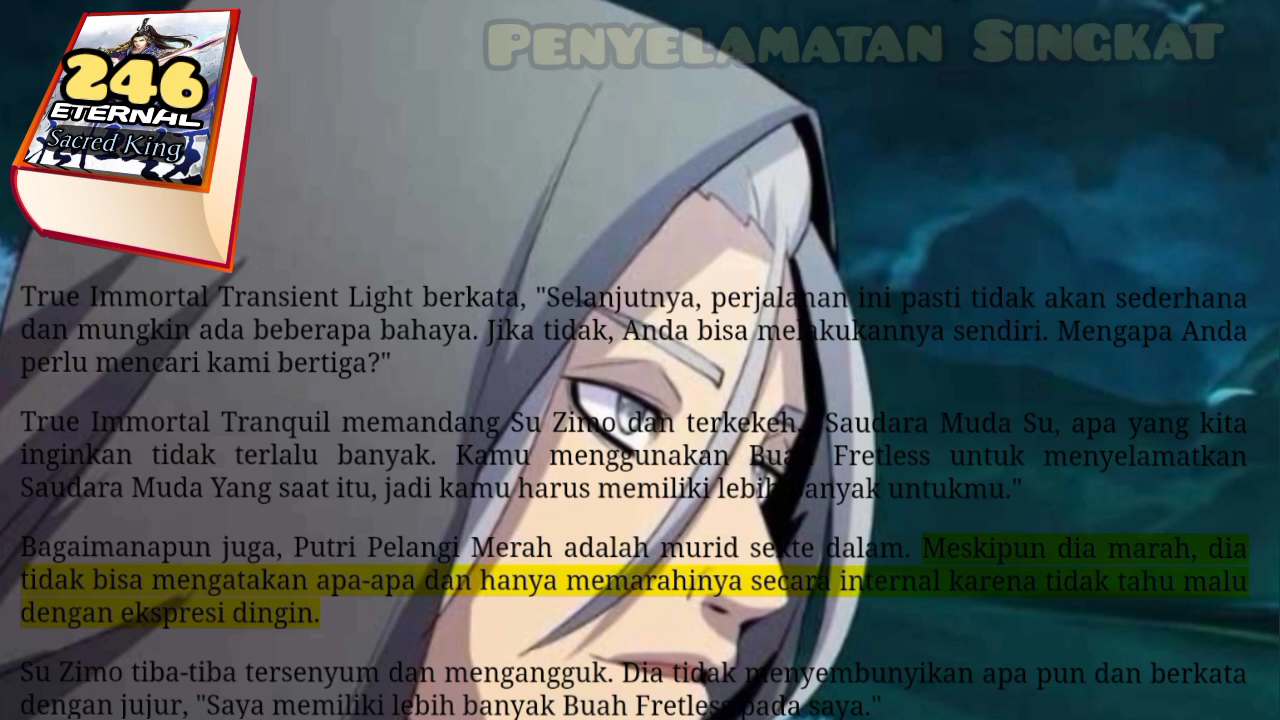 Penyelamatan Singkat
246
ETERNAL
Sacred King
True Immortal Transient Light berkata, "Selanjutnya, perjalanan ini pasti tidak akan sederhana
dan mungkin ada beberapa bahaya. Jika tidak, Anda bisa melakukannya sendiri. Mengapa Anda
perlu mencari kami bertiga?"
True Immortal Tranquil memandang Su Zimo dan terkekeh, "Saudara Muda Su, apa yang kita
inginkan tidak terlalu banyak. Kamu menggunakan Buah Fretless untuk menyelamatkan
Saudara Muda Yang saat itu, jadi kamu harus memiliki lebih banyak untukmu."
Bagaimanapun juga, Putri Pelangi Merah adalah murid sekte dalam. Meskipun dia marah, dia
tidak bisa mengatakan apa-apa dan hanya memarahinya secara internal karena tidak tahu malu
dengan ekspresi dingin.
Su Zimo tiba-tiba tersenyum dan mengangguk. Dia tidak menyembunyikan apa pun dan berkata
dengan jujur, "Saya memiliki lebih banyak Buah Fretless pada saya."